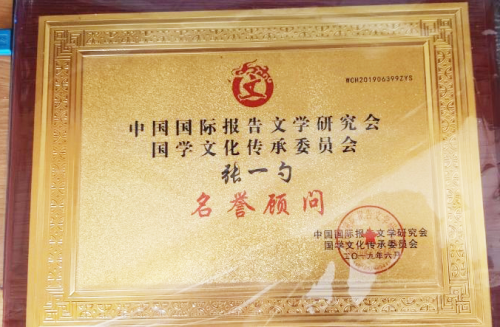 文
WCH201906399ZYS
中国国际报告文学研究会
国学文化传承委员会
张一勺
名誉顾问
中国国际报告文学研究会
国学文化传承委员会
二〇一九年六月